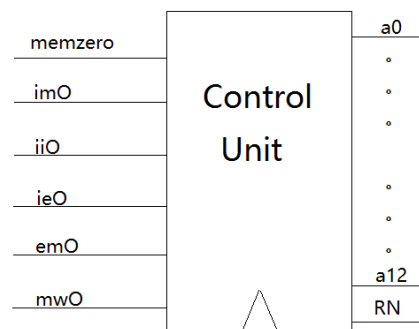 memzero
imO
iiO
ieO
emO
mwO
Control
Unit
a0
a12
RN